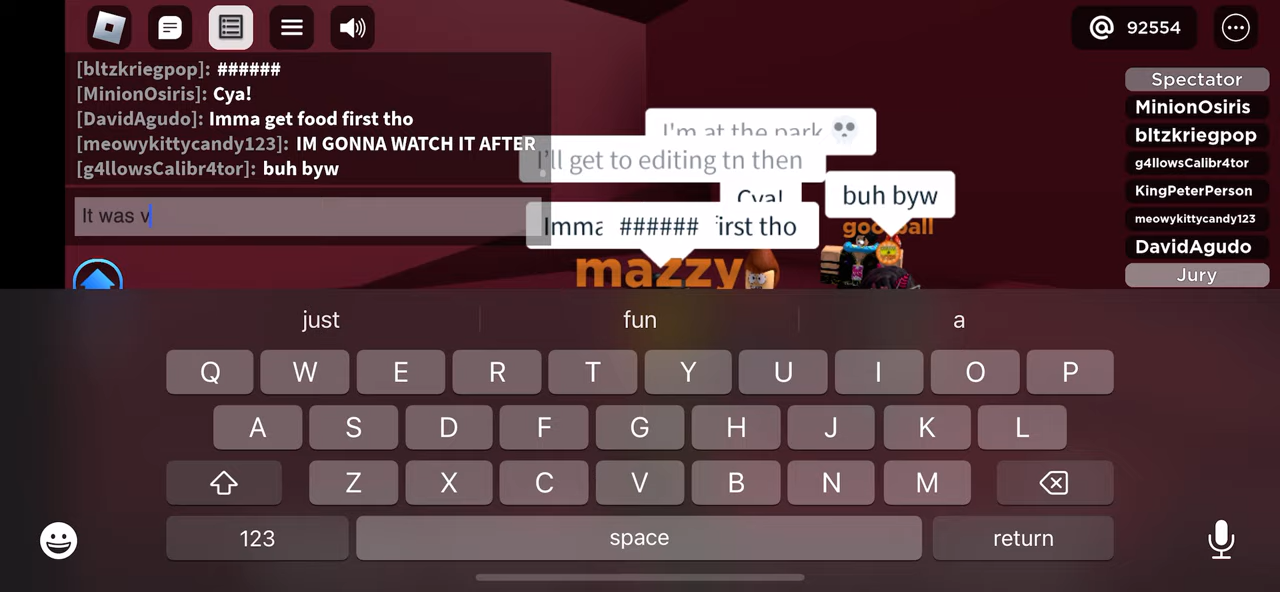 92554
[bltzkriegpop]: ######
[MinionOsiris]: Cya!
[DavidAgudo]: Imma get food first tho
[meowykittycandy123]: IM GONNA WATCH IT AFTER
[g4llowsCalibr4tor]: buh byw
It was v
I'm at the park 💀
I'll get to editing tn then
Cya!
buh byw
Imma ###### first tho
mazzy
Spectator
MinionOsiris
bltzkriegpop
g4llowsCalibr4tor
KingPeterPerson
meowykittycandy123
DavidAgudo
Jury
just fun a
Q W E R T Y U I O P
A S D F G H J K L
Z X C V B N M
123 space return